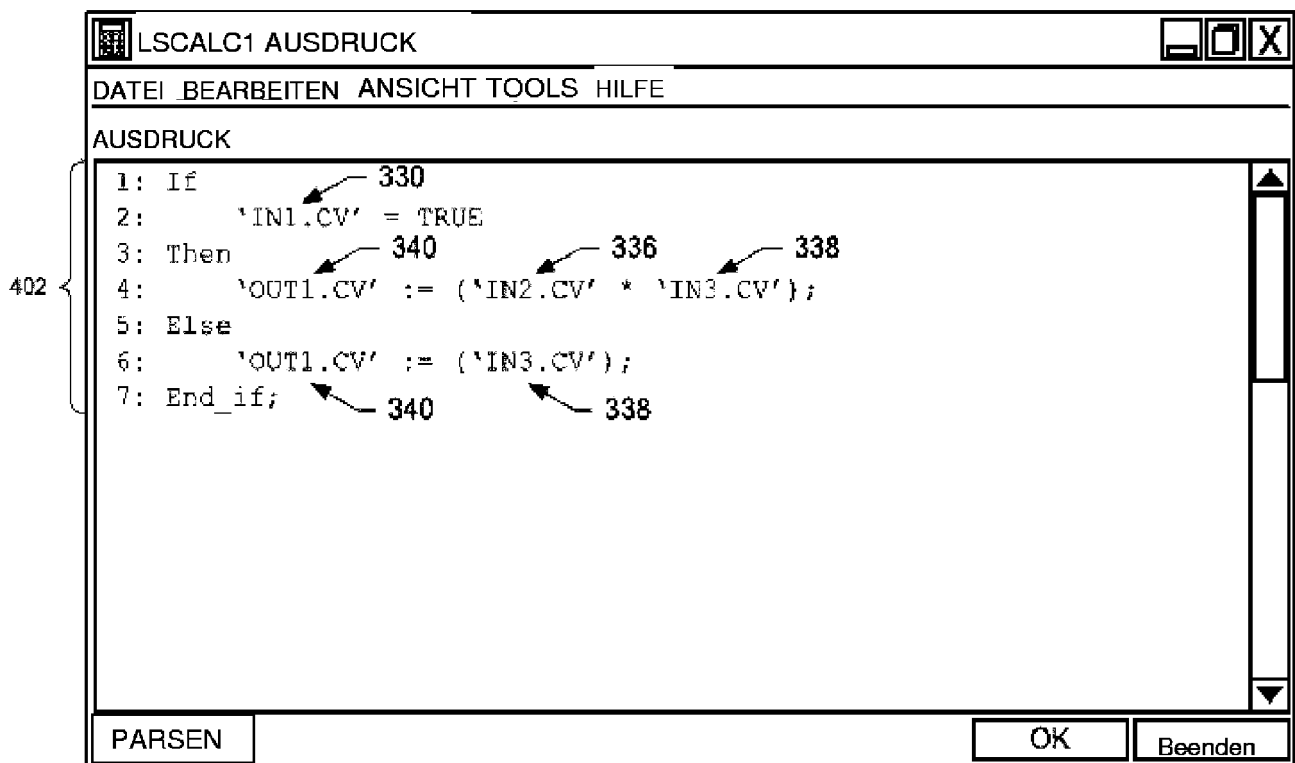 LSCALC1 AUSDRUCK
DATEI BEARBEITEN ANSICHT TOOLS HILFE
AUSDRUCK
1: If
330
2: ‘IN1.CV’ = TRUE
3: Then
340 336 338
402
4: ‘OUT1.CV’ := (‘IN2.CV’ * ‘IN3.CV’);
5: Else
6: ‘OUT1.CV’ := (‘IN3.CV’);
7: End_if;
340 338
PARSEN OK Beenden